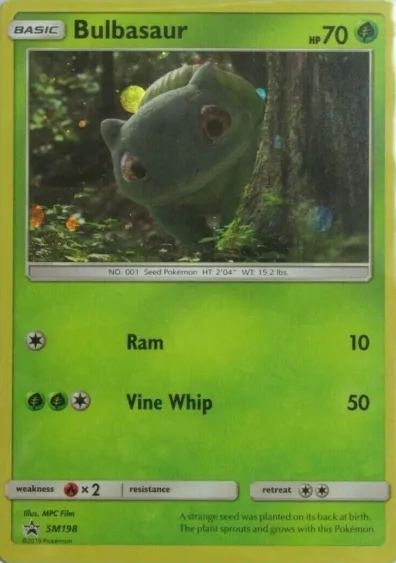 BASIC Bulbasaur HP 70
NO. 001 Seed Pokémon HT: 2'04" WT: 15.2 lbs.
Ram 10
Vine Whip 50
weakness ×2 resistance retreat
Illus. MPC Film
SM198
©2019 Pokémon
A strange seed was planted on its back at birth.
The plant sprouts and grows with this Pokémon.